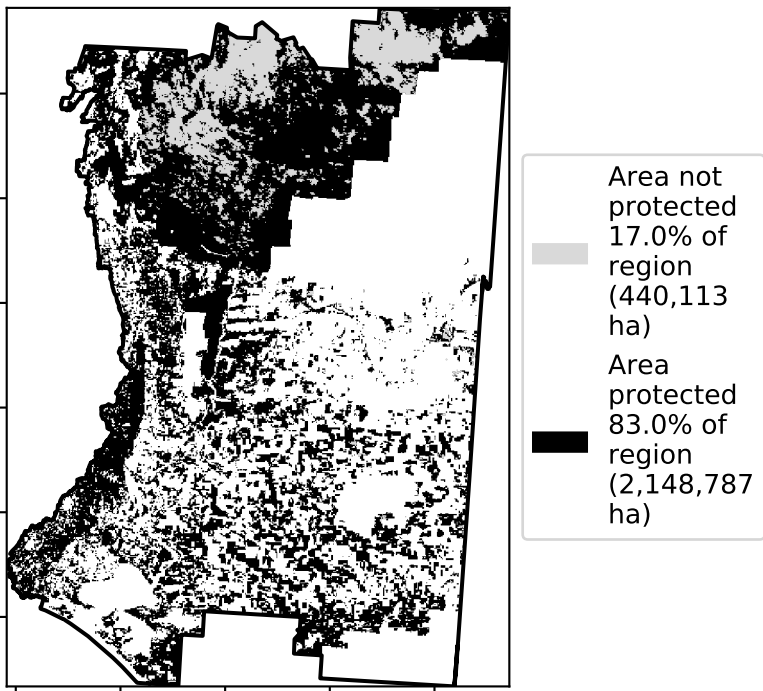 Area not
protected
17.0% of
region
(440,113
ha)
Area
protected
83.0% of
region
(2,148,787
ha)